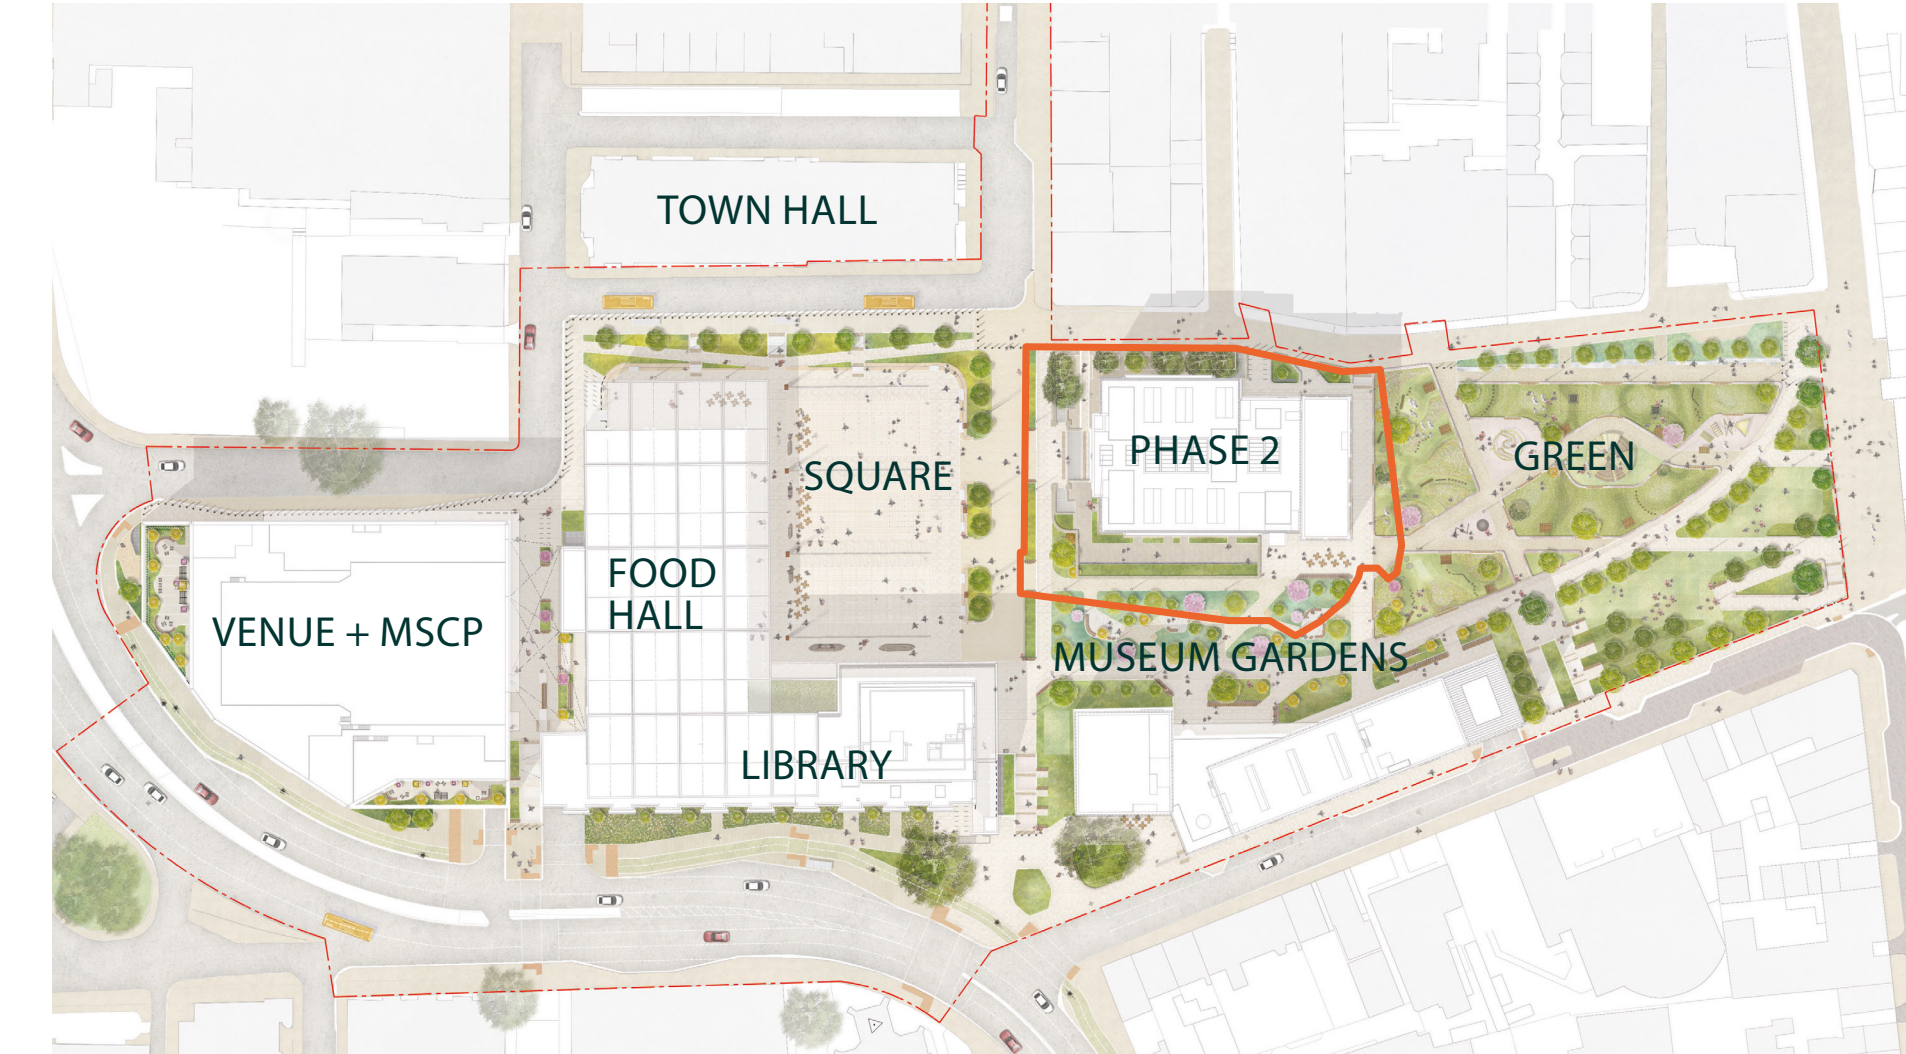 TOWN HALL
PHASE 2
GREEN
SQUARE
FOOD
HALL
VENUE + MSCP
MUSEUM GARDENS
LIBRARY